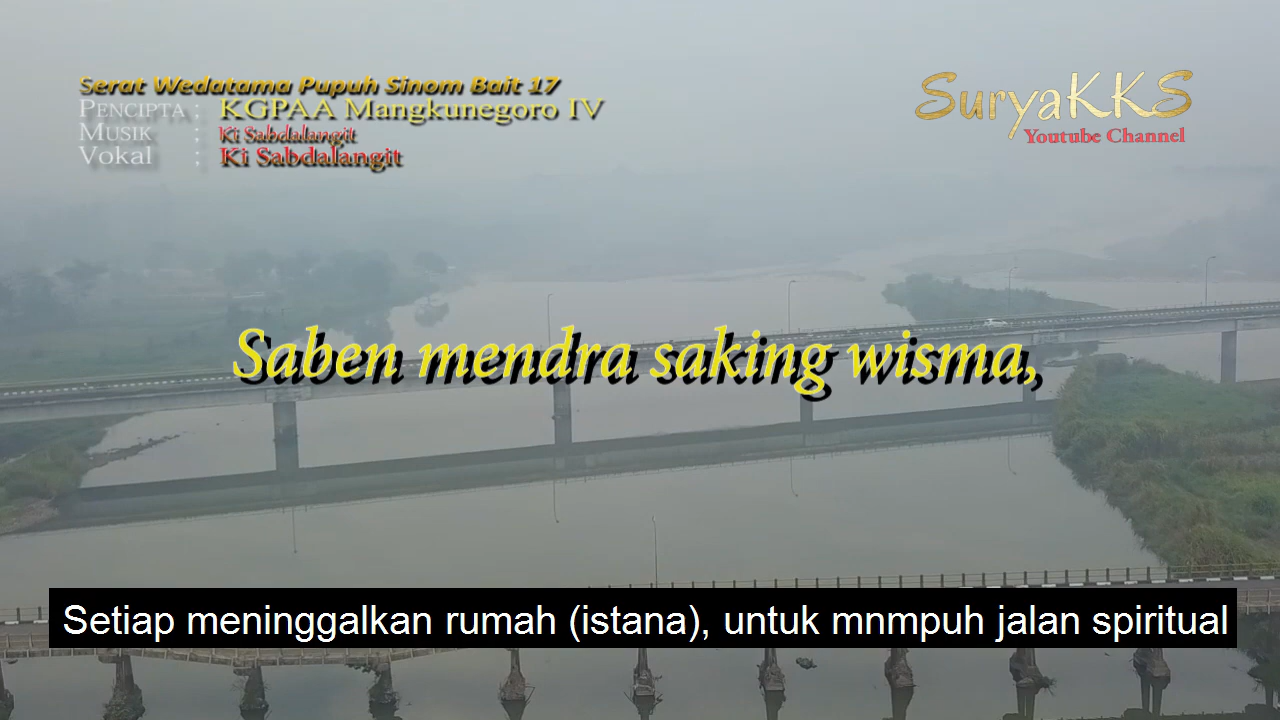 Serat Wedatama Pupuh Sinom Bait 17
Pencipta : KGPAA Mangkunegoro IV
Musik : Ki Sabdalangit
Vokal : Ki Sabdalangit
SuryaKKS
Youtube Channel
Saben mendra saking wisma,
Setiap meninggalkan rumah (istana), untuk mnmpuh jalan spiritual